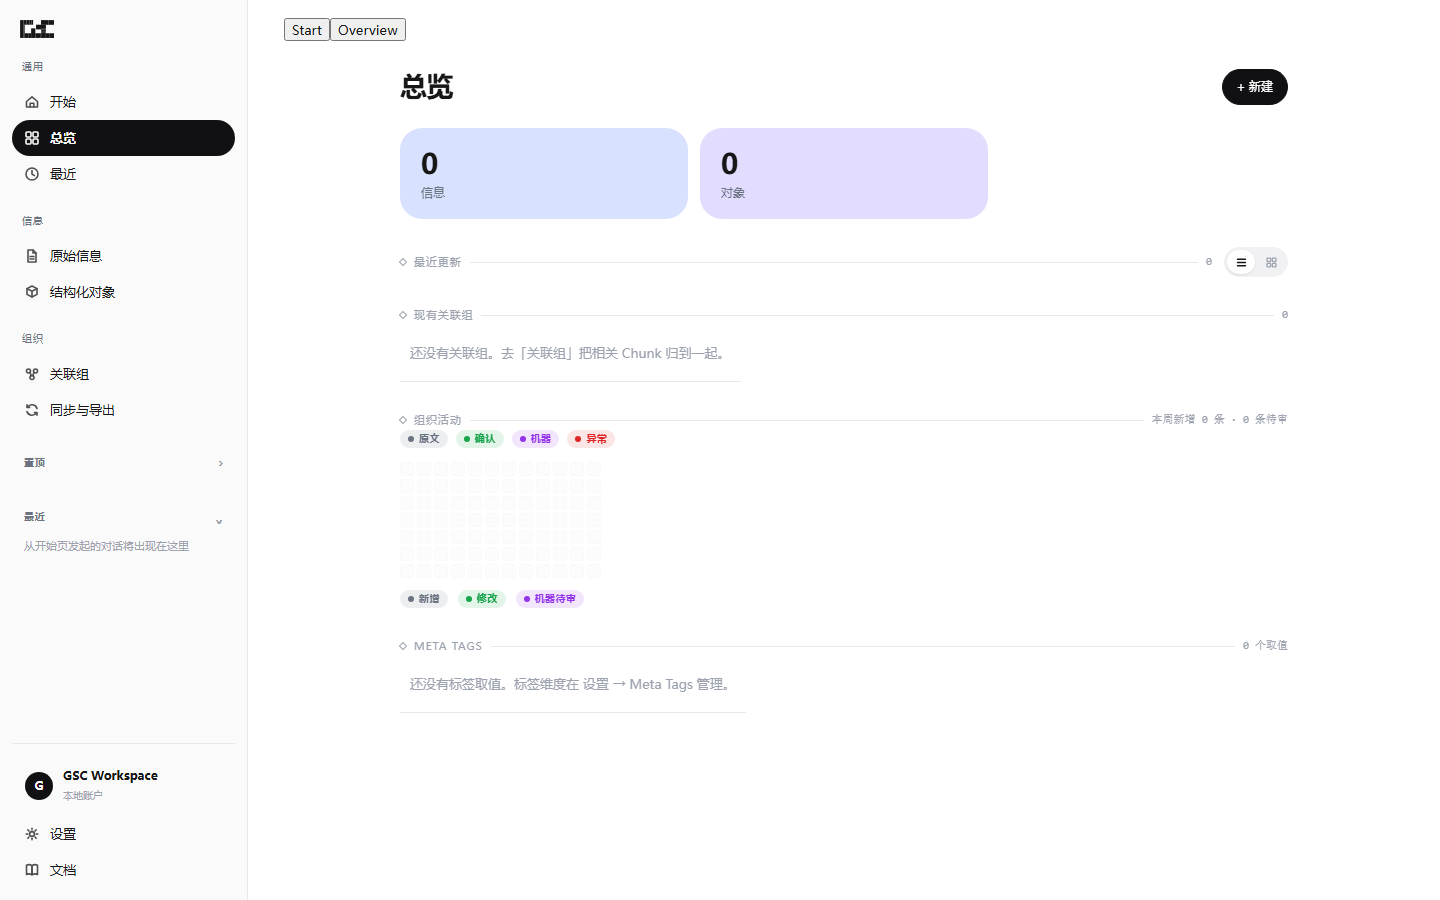 GSC
通用
开始
总览
最近
信息
原始信息
结构化对象
组织
关联组
同步与导出
置顶
最近
从开始页发起的对话将出现在这里
G
GSC Workspace
本地账户
设置
文档
Start Overview
总览
+ 新建
0
信息
0
对象
最近更新 0
现有关联组 0
还没有关联组。去「关联组」把相关 Chunk 归到一起。
组织活动 本周新增 0 条 · 0 条待审
原文 确认 机器 异常
新增 修改 机器待审
META TAGS 0 个取值
还没有标签取值。标签维度在 设置 → Meta Tags 管理。